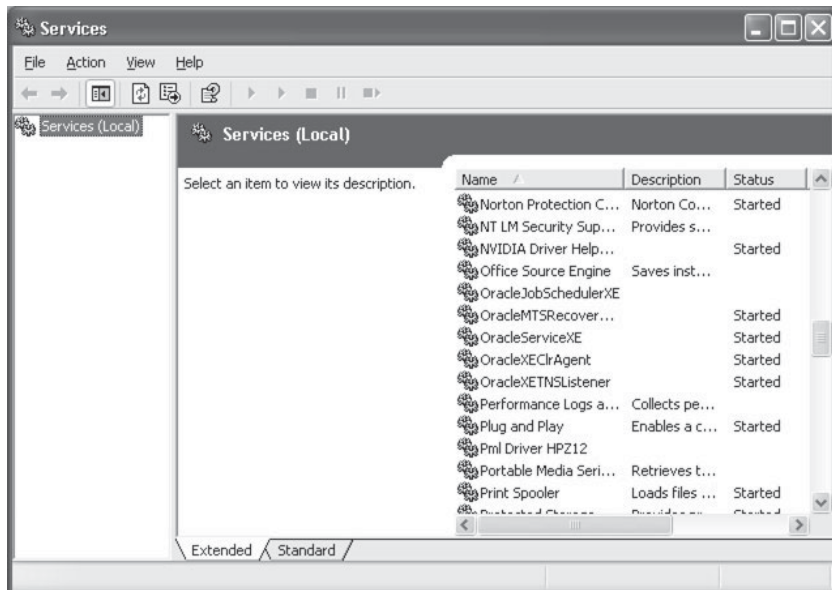 Services
File Action View Help
Services (Local)
Services (Local)
Select an item to view its description.
Name Description Status
Norton Protection C... Norton Co... Started
NT LM Security Sup... Provides s...
NVIDIA Driver Help... Started
Office Source Engine Saves inst...
OracleJobSchedulerXE
OracleMTSRecover... Started
OracleServiceXE Started
OracleXEClrAgent Started
OracleXETNSListener Started
Performance Logs a... Collects pe...
Plug and Play Enables a c... Started
Pml Driver HPZ12
Portable Media Seri... Retrieves t...
Print Spooler Loads files ... Started
Extended Standard